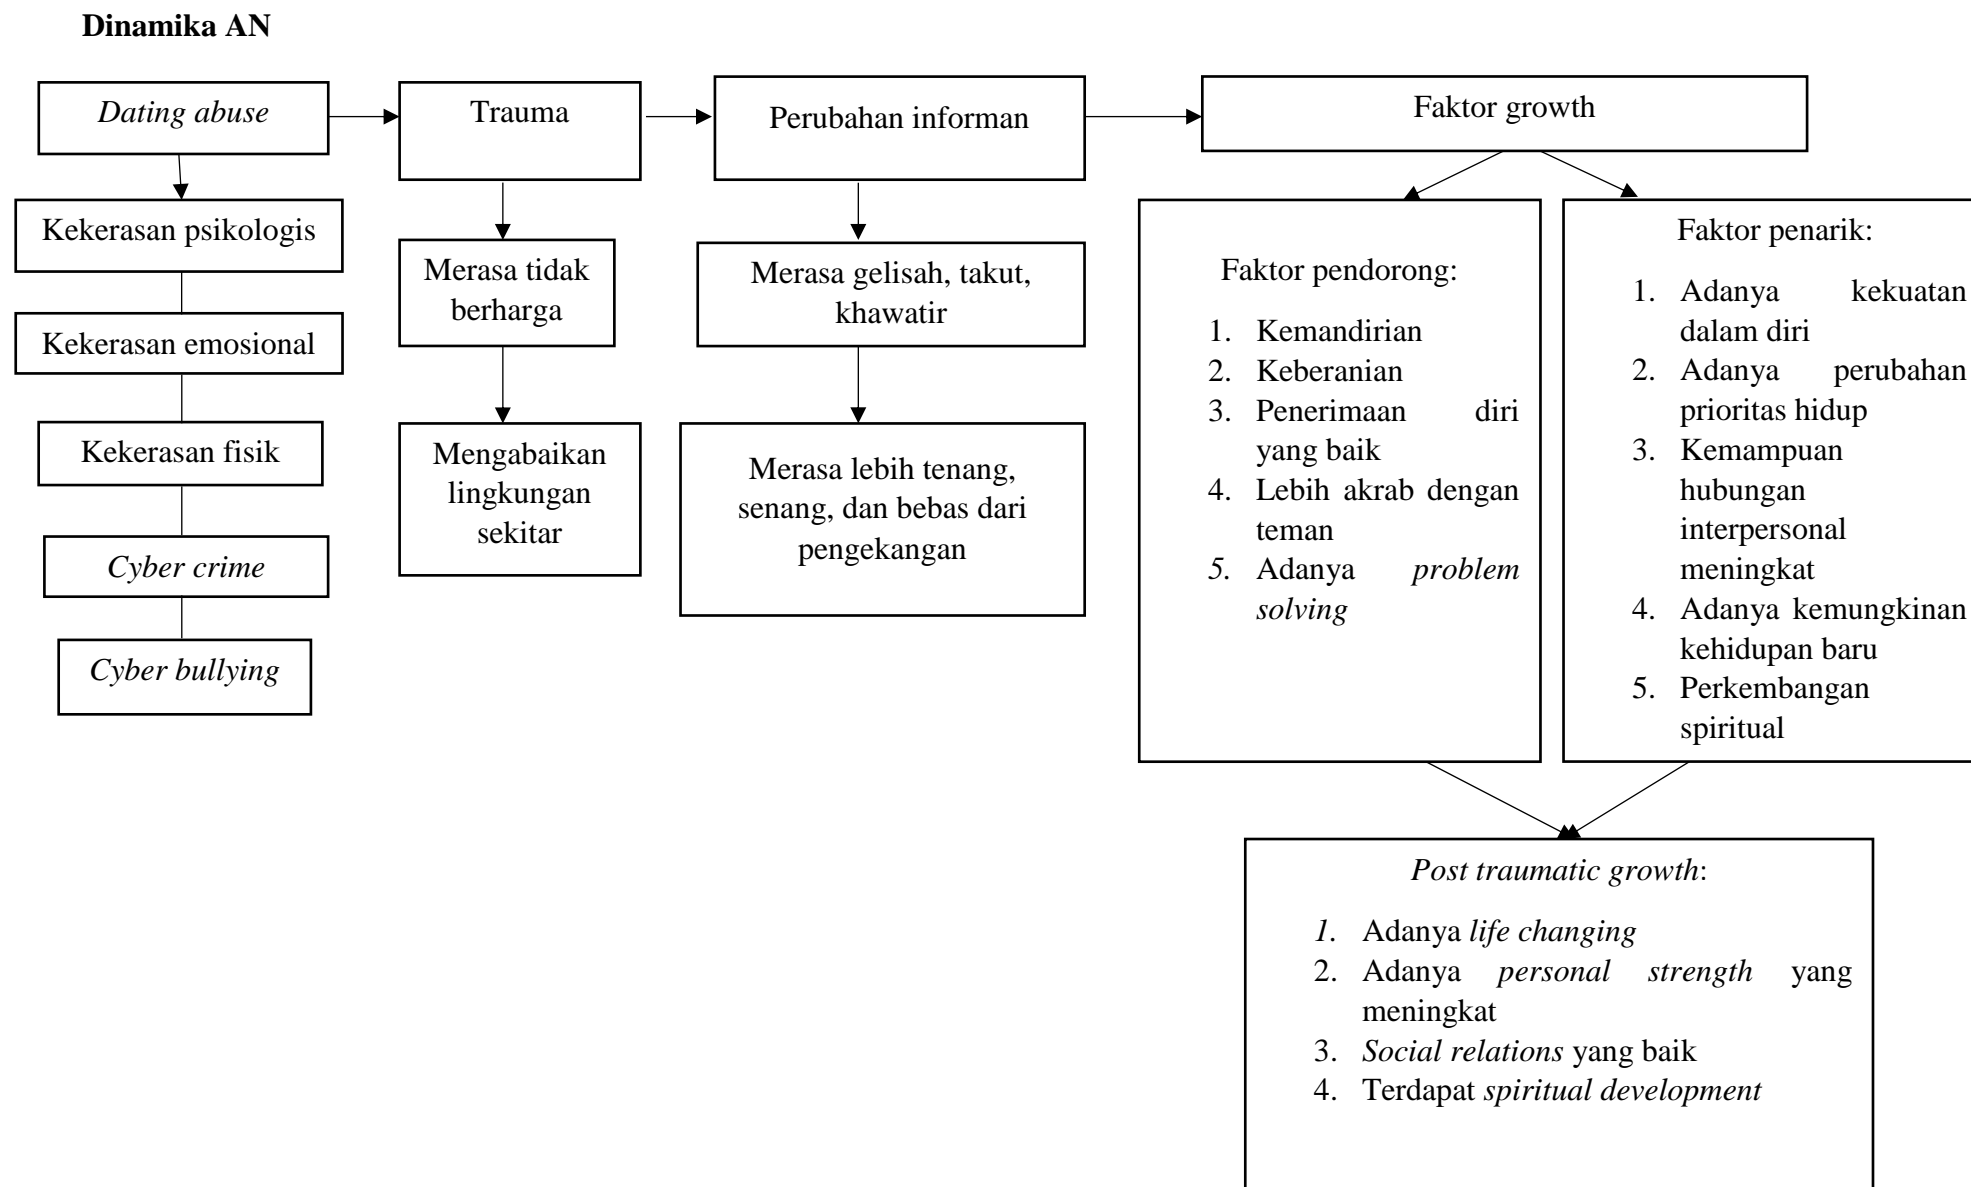 Dinamika AN
Dating abuse
Kekerasan psikologis
Kekerasan emosional
Kekerasan fisik
Cyber crime
Cyber bullying
Trauma
Merasa tidak
berharga
Mengabaikan
lingkungan
sekitar
Perubahan informan
Merasa gelisah, takut,
khawatir
Merasa lebih tenang,
senang, dan bebas dari
pengekangan
Faktor growth
Faktor pendorong:
1. Kemandirian
2. Keberanian
3. Penerimaan diri
yang baik
4. Lebih akrab dengan
teman
5. Adanya problem
solving
Faktor penarik:
1. Adanya kekuatan
dalam diri
2. Adanya perubahan
prioritas hidup
3. Kemampuan
hubungan
interpersonal
meningkat
4. Adanya kemungkinan
kehidupan baru
5. Perkembangan
spiritual
Post traumatic growth:
1. Adanya life changing
2. Adanya personal strength yang
meningkat
3. Social relations yang baik
4. Terdapat spiritual development